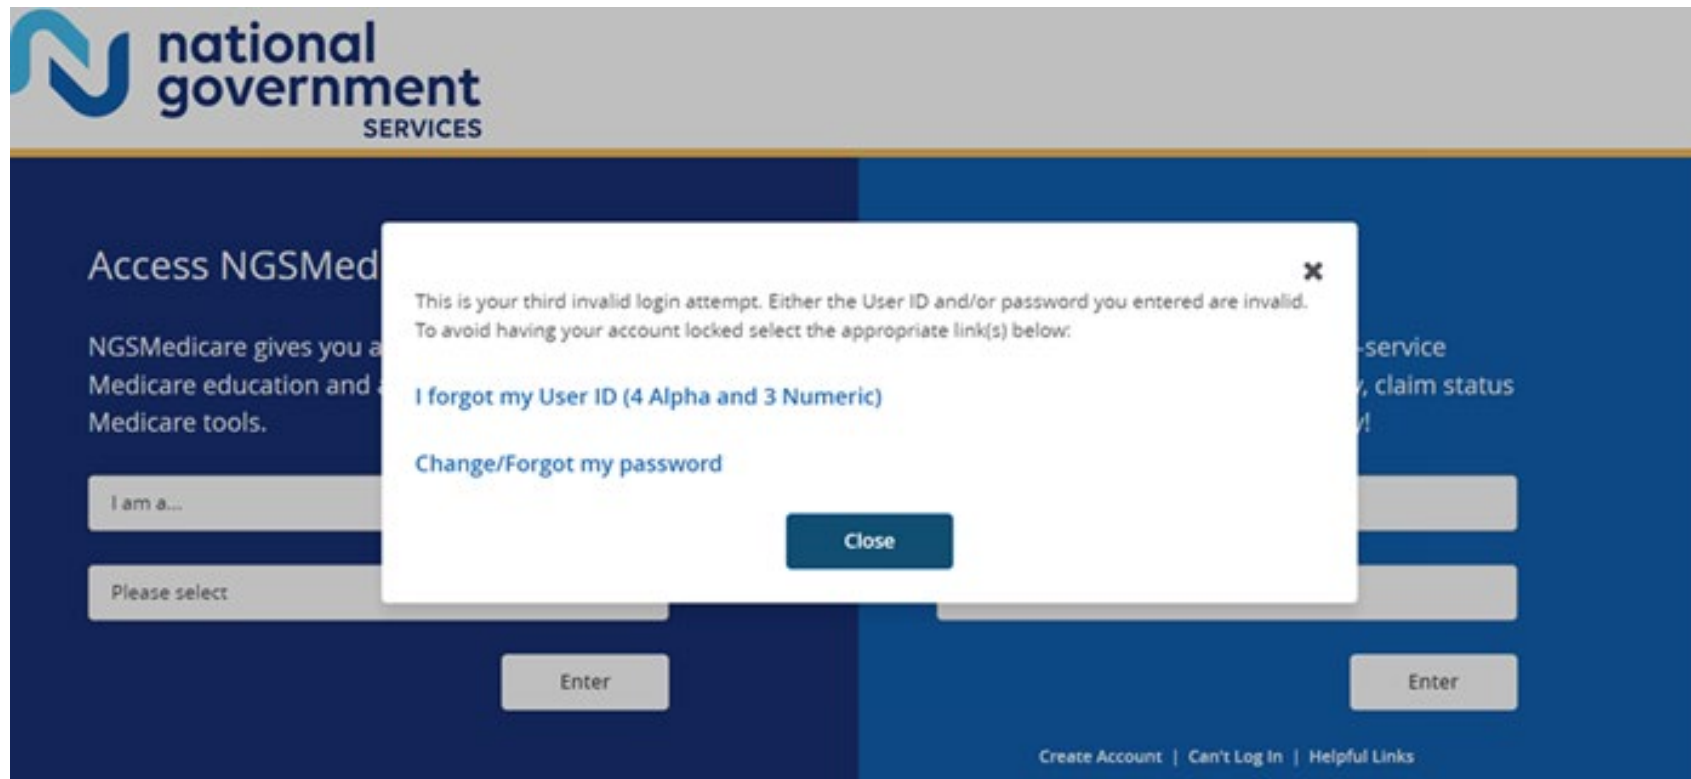 national
government
SERVICES
Access NGSMed
NGSMedicare gives you a
Medicare education and
Medicare tools.
I am a...
Please select
Enter
This is your third invalid login attempt. Either the User ID and/or password you entered are invalid.
To avoid having your account locked select the appropriate link(s) below:
I forgot my User ID (4 Alpha and 3 Numeric)
Change/Forgot my password
Close
-service
, claim status
!
Enter
Create Account | Can't Log In | Helpful Links